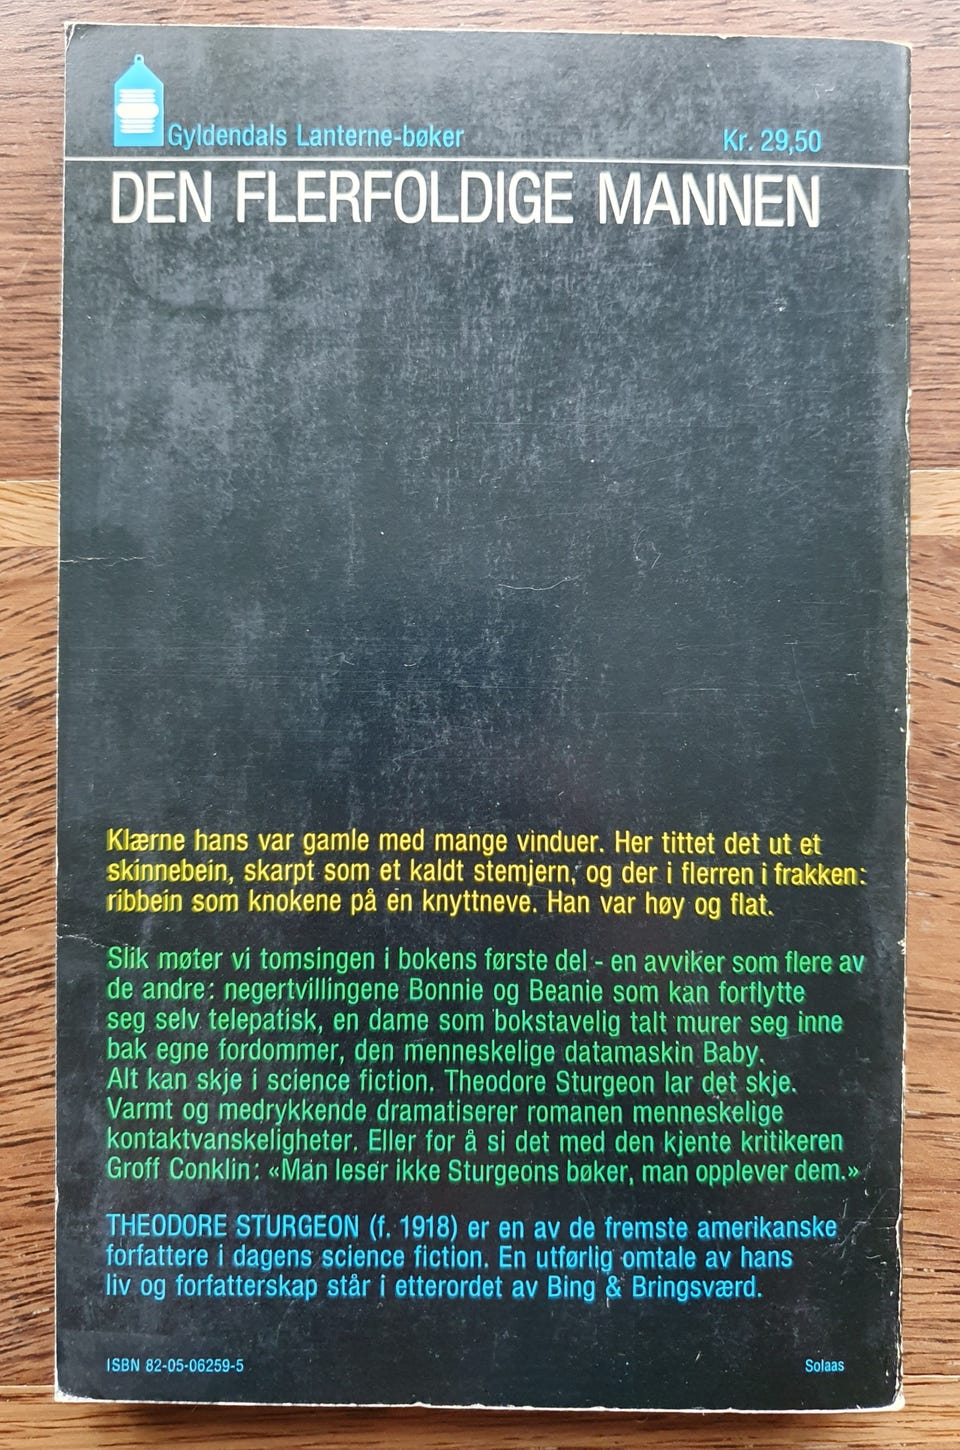 Gyldendals Lanterne-bøker
Kr. 29,50
DEN FLERFOLDIGE MANNEN
Klærne hans var gamle med mange vinduer. Her tittet det ut et
skinnebein, skarpt som et kaldt stemjern, og der i flerren i frakken:
ribbein som knokene på en knyttneve. Han var høy og flat.
Slik møter vi tomsingen i bokens første del - en avviker som flere av
de andre: negertvillingene Bonnie og Beanie som kan forflytte
seg selv telepatisk, en dame som bokstavelig talt murer seg inne
bak egne fordommer, den menneskelige datamaskin Baby.
Alt kan skje i science fiction. Theodore Sturgeon lar det skje.
Varmt og medrykkende dramatiserer romanen menneskelige
kontaktvanskeligheter. Eller for å si det med den kjente kritikeren
Groff Conklin: «Man leser ikke Sturgeons bøker, man opplever dem.»
THEODORE STURGEON (f. 1918) er en av de fremste amerikanske
forfattere i dagens science fiction. En utførlig omtale av hans
liv og forfatterskap står i etterordet av Bing & Bringsværd.
ISBN 82-05-06259-5
Solaas